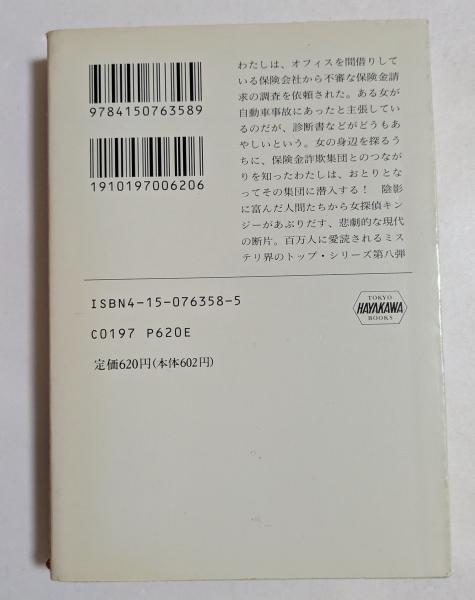 9784150763589
1910197006206
わたしは、オフィスを間借りして
いる保険会社から不審な保険金請
求の調査を依頼された。ある女が
自動車事故にあったと主張してい
るのだが、診断書などがどうもあ
やしいという。女の身辺を探るう
ちに、保険金詐欺集団とのつなが
りを知ったわたしは、おとりとな
ってその集団に潜入する！　陰影
に富んだ人間たちから女探偵キン
ジーがあぶりだす、悲劇的な現代
の断片。百万人に愛読されるミス
テリ界のトップ・シリーズ第八弾
ISBN4-15-076358-5
C0197 P620E
定価620円(本体602円)
TOKYO
HAYAKAWA
BOOKS